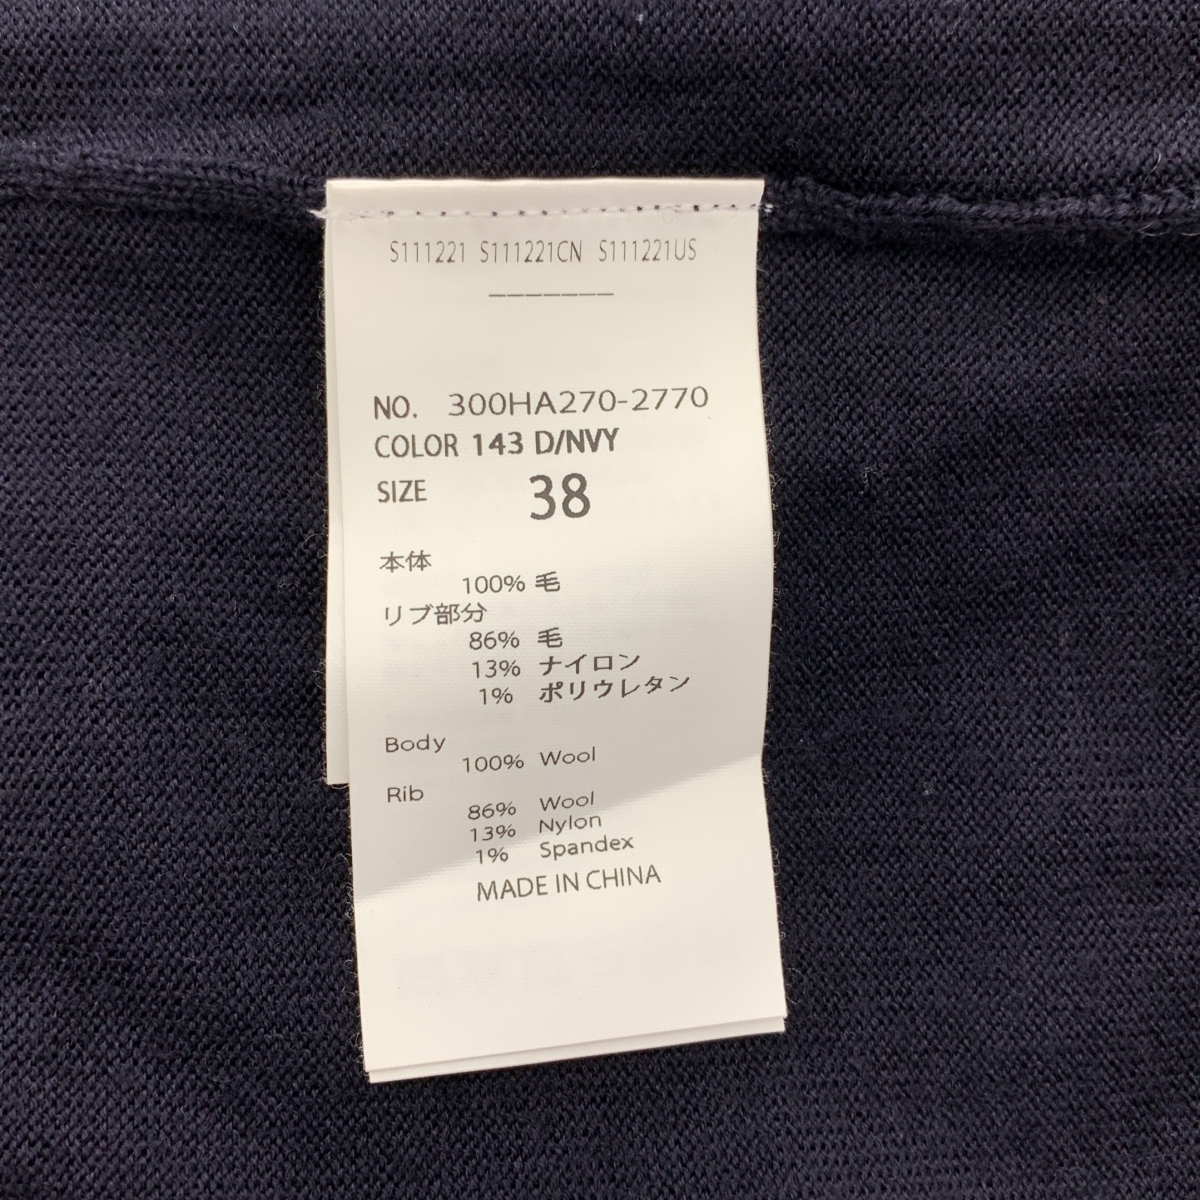 S111221 S111221CN S111221US
_______
NO. 300HA270-2770
COLOR 143 D/NVY
SIZE 38
本体
100% 毛
リブ部分
86% 毛
13% ナイロン
1% ポリウレタン
Body
100% Wool
Rib
86% Wool
13% Nylon
1% Spandex
MADE IN CHINA